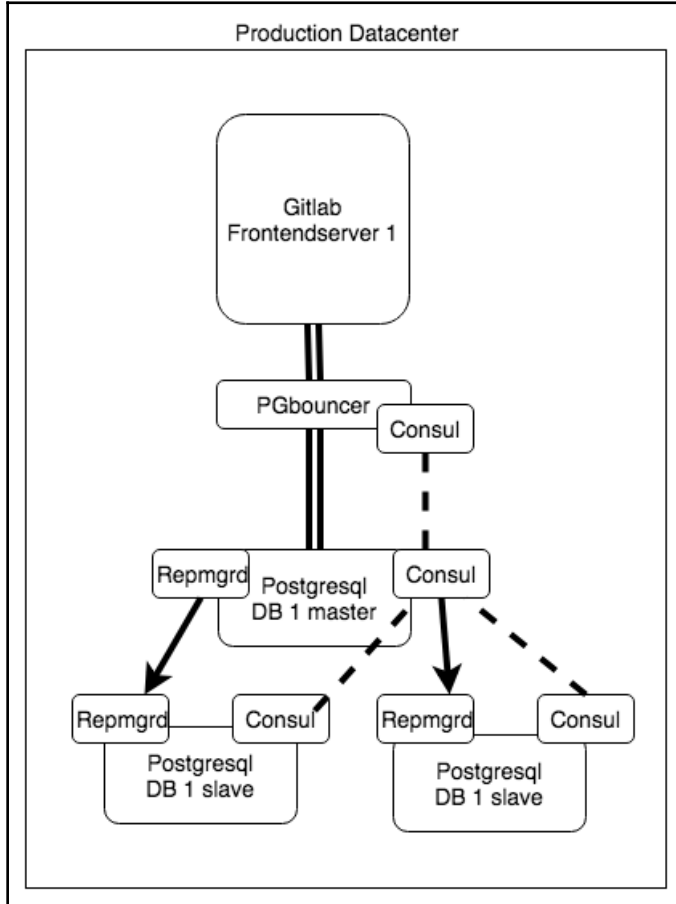 Production Datacenter
Gitlab
Frontendserver 1
PGbouncer
Consul
Repmgrd
Postgresql
DB 1 master
Consul
Repmgrd
Consul
Postgresql
DB 1 slave
Repmgrd
Consul
Postgresql
DB 1 slave